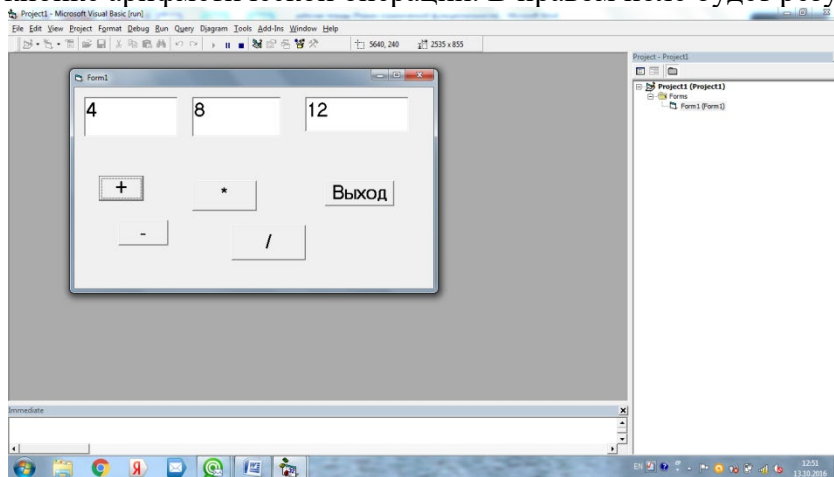 Project1 - Microsoft Visual Basic [run]
File Edit View Project Format Debug Run Query Diagram Tools Add-Ins Window Help
5640, 240 2535 x 855
Project - Project1
Project1 (Project1)
Forms
Form1 (Form1)
Form1
4 8 12
+ * Выход
- /
Immediate
EN 12:51
13.10.2016